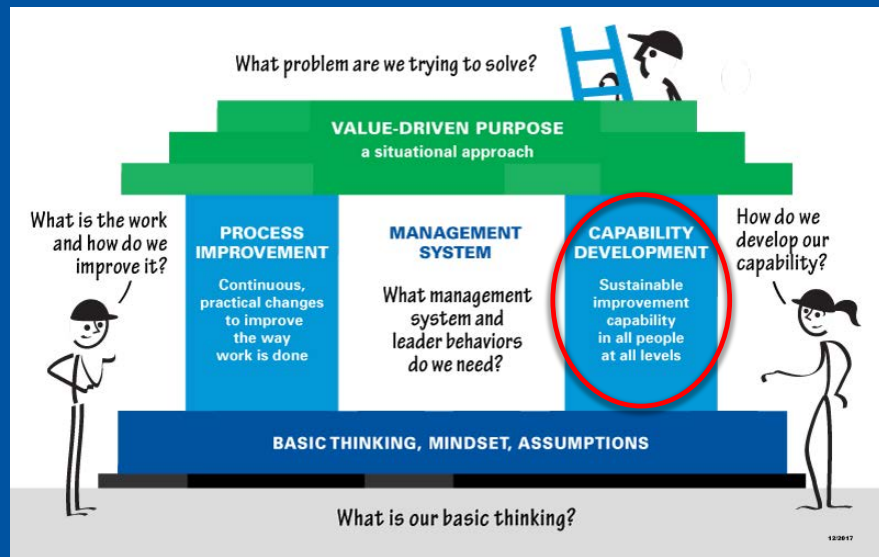 What problem are we trying to solve?
VALUE-DRIVEN PURPOSE
a situational approach
What is the work
and how do we
improve it?
PROCESS
IMPROVEMENT
Continuous,
practical changes
to improve
the way
work is done
MANAGEMENT
SYSTEM
What management
system and
leader behaviors
do we need?
CAPABILITY
DEVELOPMENT
Sustainable
improvement
capability
in all people
at all levels
How do we
develop our
capability?
BASIC THINKING, MINDSET, ASSUMPTIONS
What is our basic thinking?
12/2017